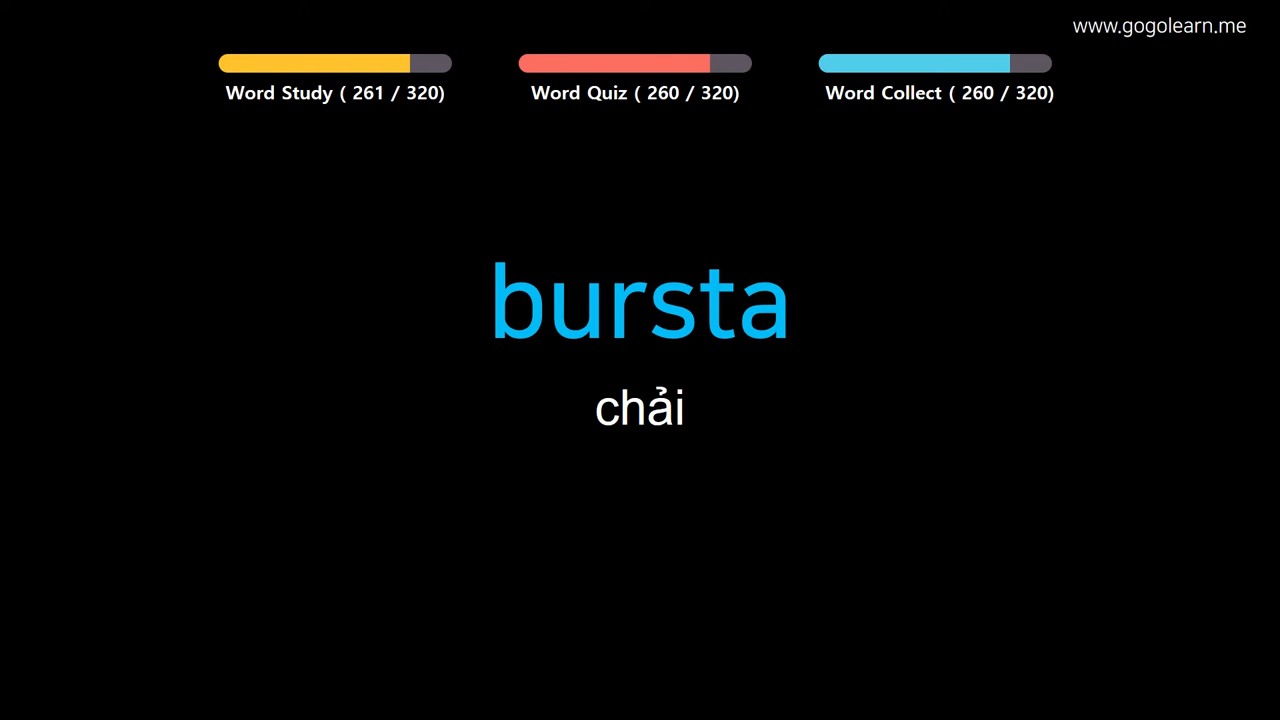 www.gogolearn.me
Word Study ( 261 / 320)
Word Quiz ( 260 / 320)
Word Collect ( 260 / 320)
bursta
chải